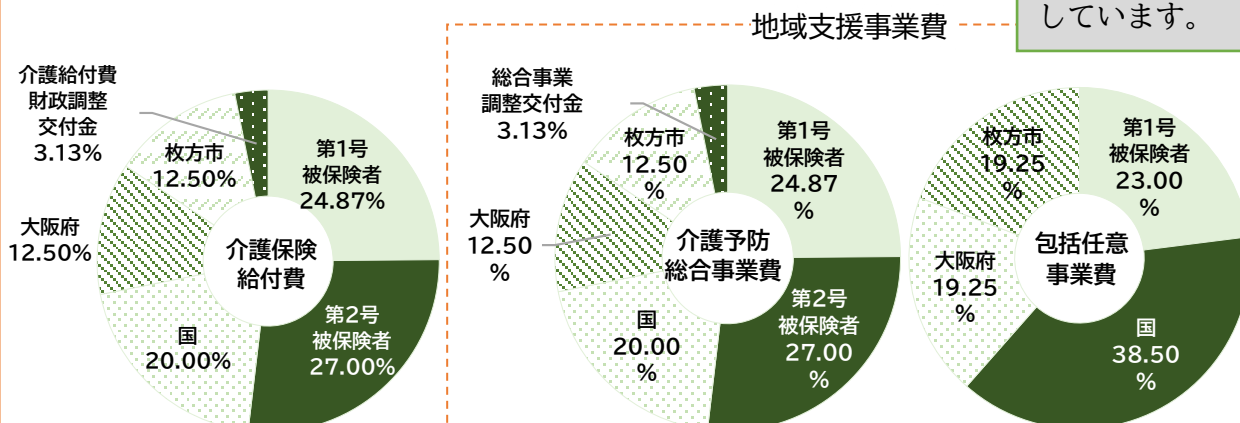 しています。
地域支援事業費
介護給付費
財政調整
交付金
3.13%
枚方市
12.50%
第1号
被保険者
24.87%
大阪府
12.50%
介護保険
給付費
国
20.00%
第2号
被保険者
27.00%
総合事業
調整交付金
3.13%
枚方市
12.50
%
第1号
被保険者
24.87
%
大阪府
12.50
%
介護予防
総合事業費
国
20.00
%
第2号
被保険者
27.00
%
枚方市
19.25
%
第1号
被保険者
23.00
%
大阪府
19.25
%
包括任意
事業費
国
38.50
%